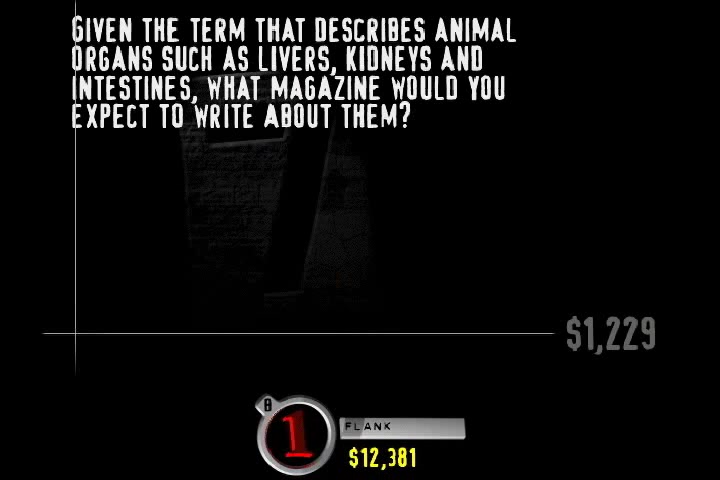 GIVEN THE TERM THAT DESCRIBES ANIMAL
ORGANS SUCH AS LIVERS, KIDNEYS AND
INTESTINES, WHAT MAGAZINE WOULD YOU
EXPECT TO WRITE ABOUT THEM?
$1,229
B
1
FLANK
$12,381